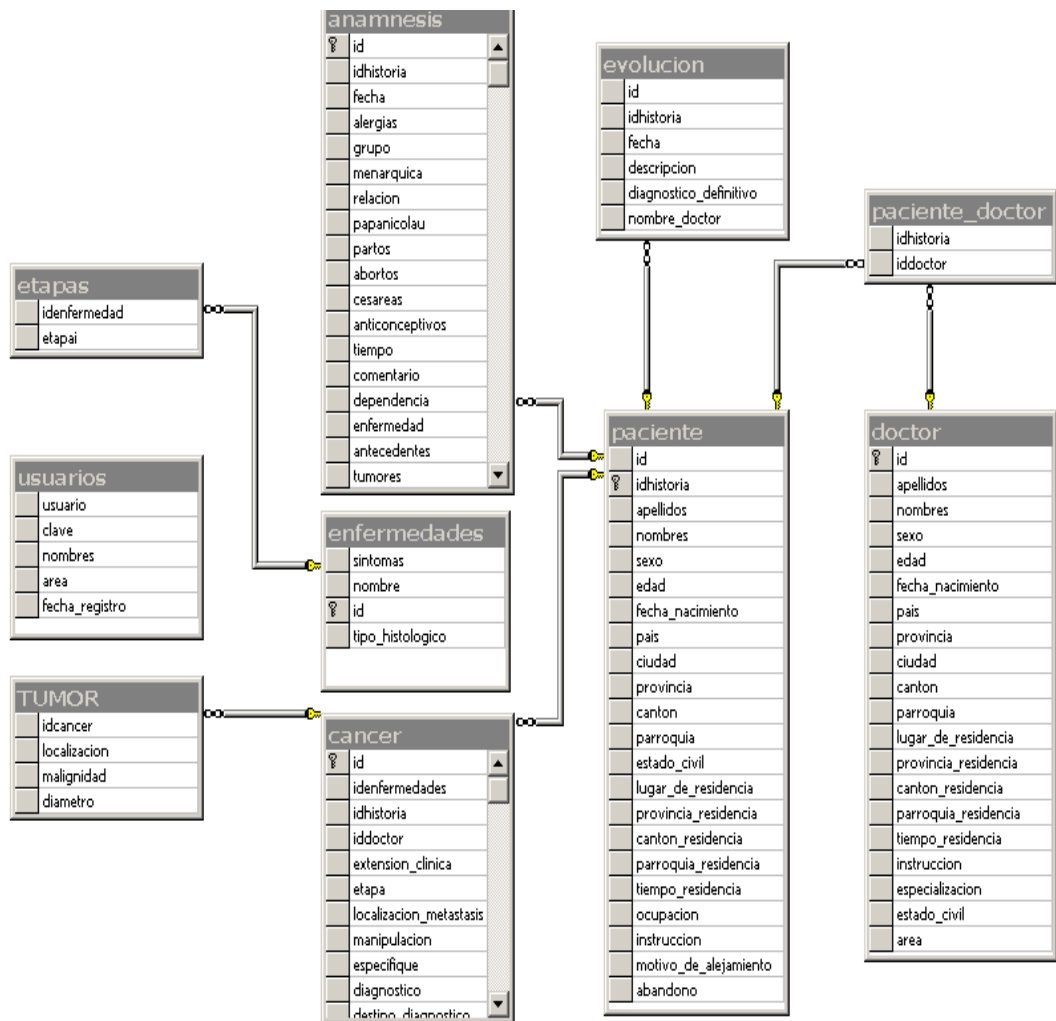 anamnesis
id
idhistoria
fecha
alergias
grupo
menarquica
relacion
papanicolau
partos
abortos
cesareas
anticonceptivos
tiempo
comentario
dependencia
enfermedad
antecedentes
tumores
evolucion
id
idhistoria
fecha
descripcion
diagnostico_definitivo
nombre_doctor
paciente_doctor
idhistoria
iddoctor
etapas
idenfermedad
etapai
usuarios
usuario
clave
nombres
area
fecha_registro
enfermedades
sintomas
nombre
id
tipo_histologico
TUMOR
idcancer
localizacion
malignidad
diametro
cancer
id
idenfermedades
idhistoria
iddoctor
extension_clinica
etapa
localizacion_metastasis
manipulacion
especifique
diagnostico
destino_diagnostico
paciente
id
idhistoria
apellidos
nombres
sexo
edad
fecha_nacimiento
pais
ciudad
provincia
canton
parroquia
estado_civil
lugar_de_residencia
provincia_residencia
canton_residencia
parroquia_residencia
tiempo_residencia
ocupacion
instruccion
motivo_de_alejamiento
abandono
doctor
id
apellidos
nombres
sexo
edad
fecha_nacimiento
pais
provincia
ciudad
canton
parroquia
lugar_de_residencia
provincia_residencia
canton_residencia
parroquia_residencia
tiempo_residencia
instruccion
especializacion
estado_civil
area